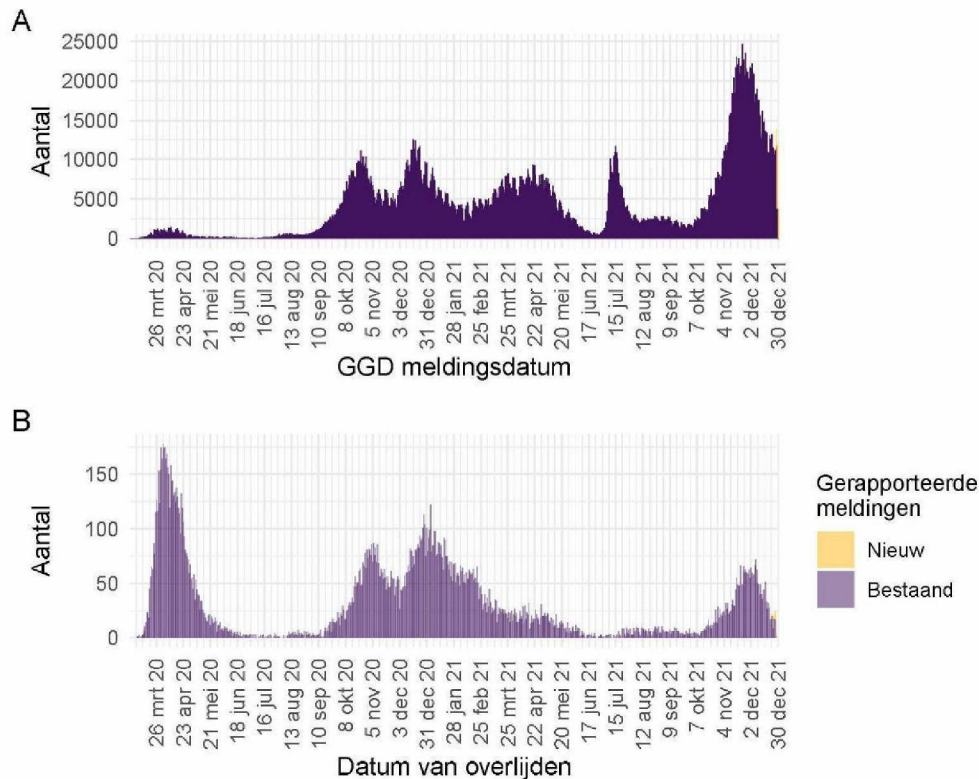 A
25000
20000
15000
10000
5000
0
Aantal
26 mrt 20
23 apr 20
21 mei 20
18 jun 20
16 jul 20
13 aug 20
10 sep 20
8 okt 20
5 nov 20
3 dec 20
31 dec 20
28 jan 21
25 feb 21
25 mrt 21
22 apr 21
20 mei 21
17 jun 21
15 jul 21
12 aug 21
9 sep 21
7 okt 21
4 nov 21
2 dec 21
30 dec 21
GGD meldingsdatum
B
150
100
50
0
Aantal
26 mrt 20
23 apr 20
21 mei 20
18 jun 20
16 jul 20
13 aug 20
10 sep 20
8 okt 20
5 nov 20
3 dec 20
31 dec 20
28 jan 21
25 feb 21
25 mrt 21
22 apr 21
20 mei 21
17 jun 21
15 jul 21
12 aug 21
9 sep 21
7 okt 21
4 nov 21
2 dec 21
30 dec 21
Datum van overlijden
Gerapporteerde
meldingen
Nieuw
Bestaand